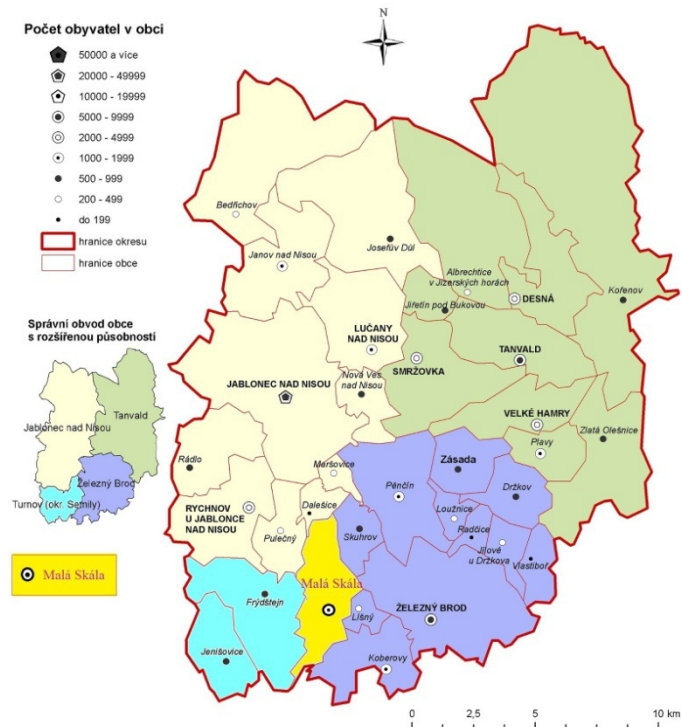 Počet obyvatel v obci
50000 a více
20000 - 49999
10000 - 19999
5000 - 9999
2000 - 4999
1000 - 1999
500 - 999
200 - 499
do 199
hranice okresu
hranice obce
Správní obvod obce
s rozšířenou působností
Jablonec nad Nisou
Tanvald
Železný Brod
Turnov (okr. Semily)
Malá Skála
N
Bedřichov
Josefův Důl
Janov nad Nisou
Albrechtice
v Jizerských horách
DESNÁ
Kořenov
Jiřetín pod Bukovou
LUČANY
NAD NISOU
TANVALD
SMRŽOVKA
Nová Ves
nad Nisou
JABLONEC NAD NISOU
VELKÉ HAMRY
Zlatá Olešnice
Plavy
Rádlo
Maršovice
Zásada
Pěnčín
Držkov
RYCHNOV
U JABLONCE
NAD NISOU
Dalešice
Loužnice
Radčice
Pulečný
Skuhrov
Jílové
u Držkova
Vlastiboř
Malá Skála
Frýdštejn
Líšný
ŽELEZNÝ BROD
Jenišovice
Koberovy
0 2,5 5 10 km